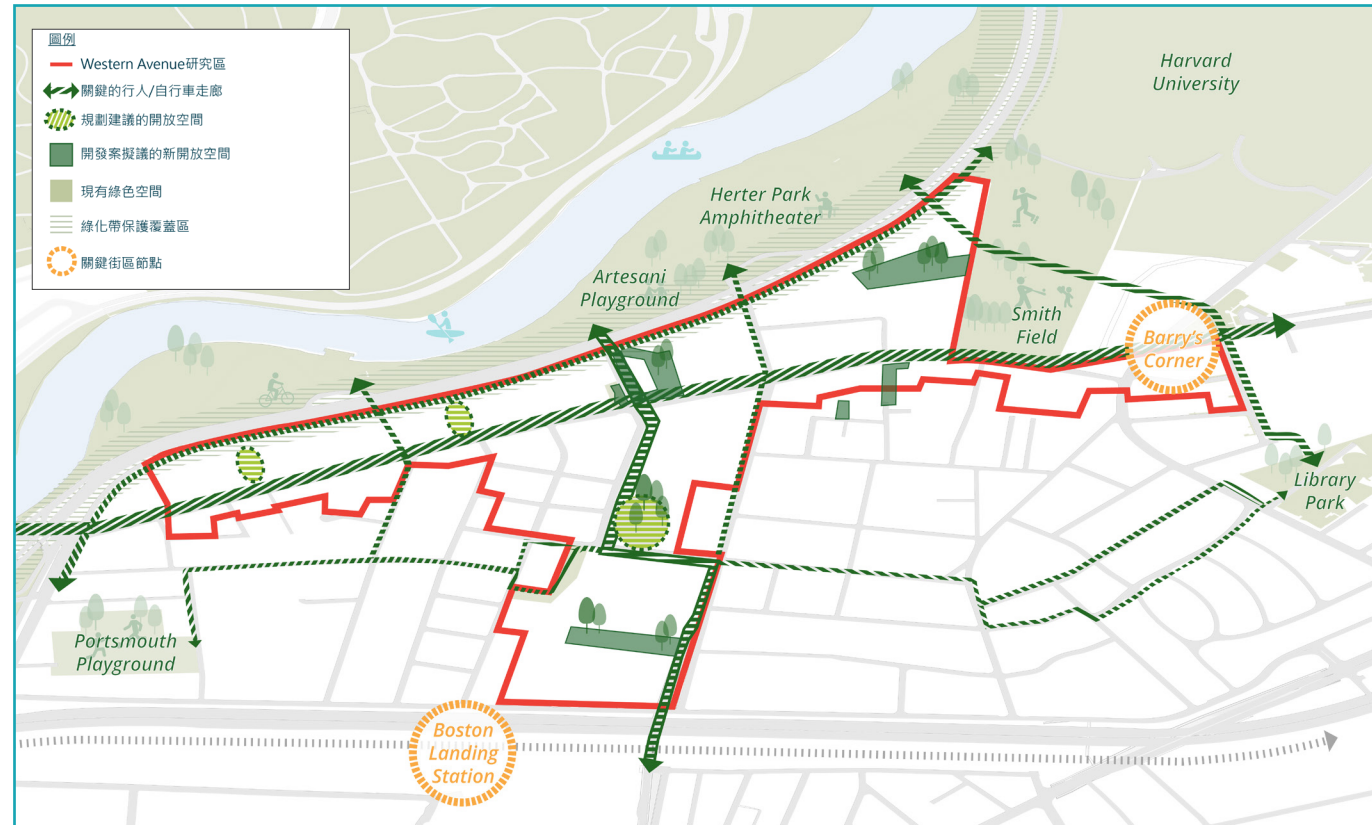 圖例
Western Avenue研究區
關鍵的行人/自行車走廊
規劃建議的開放空間
開發案擬議的新開放空間
現有綠色空間
綠化帶保護覆蓋區
關鍵街區節點
Harvard
University
Herter Park
Amphitheater
Artesani
Playground
Smith
Field
Barry's
Corner
Library
Park
Portsmouth
Playground
Boston
Landing
Station